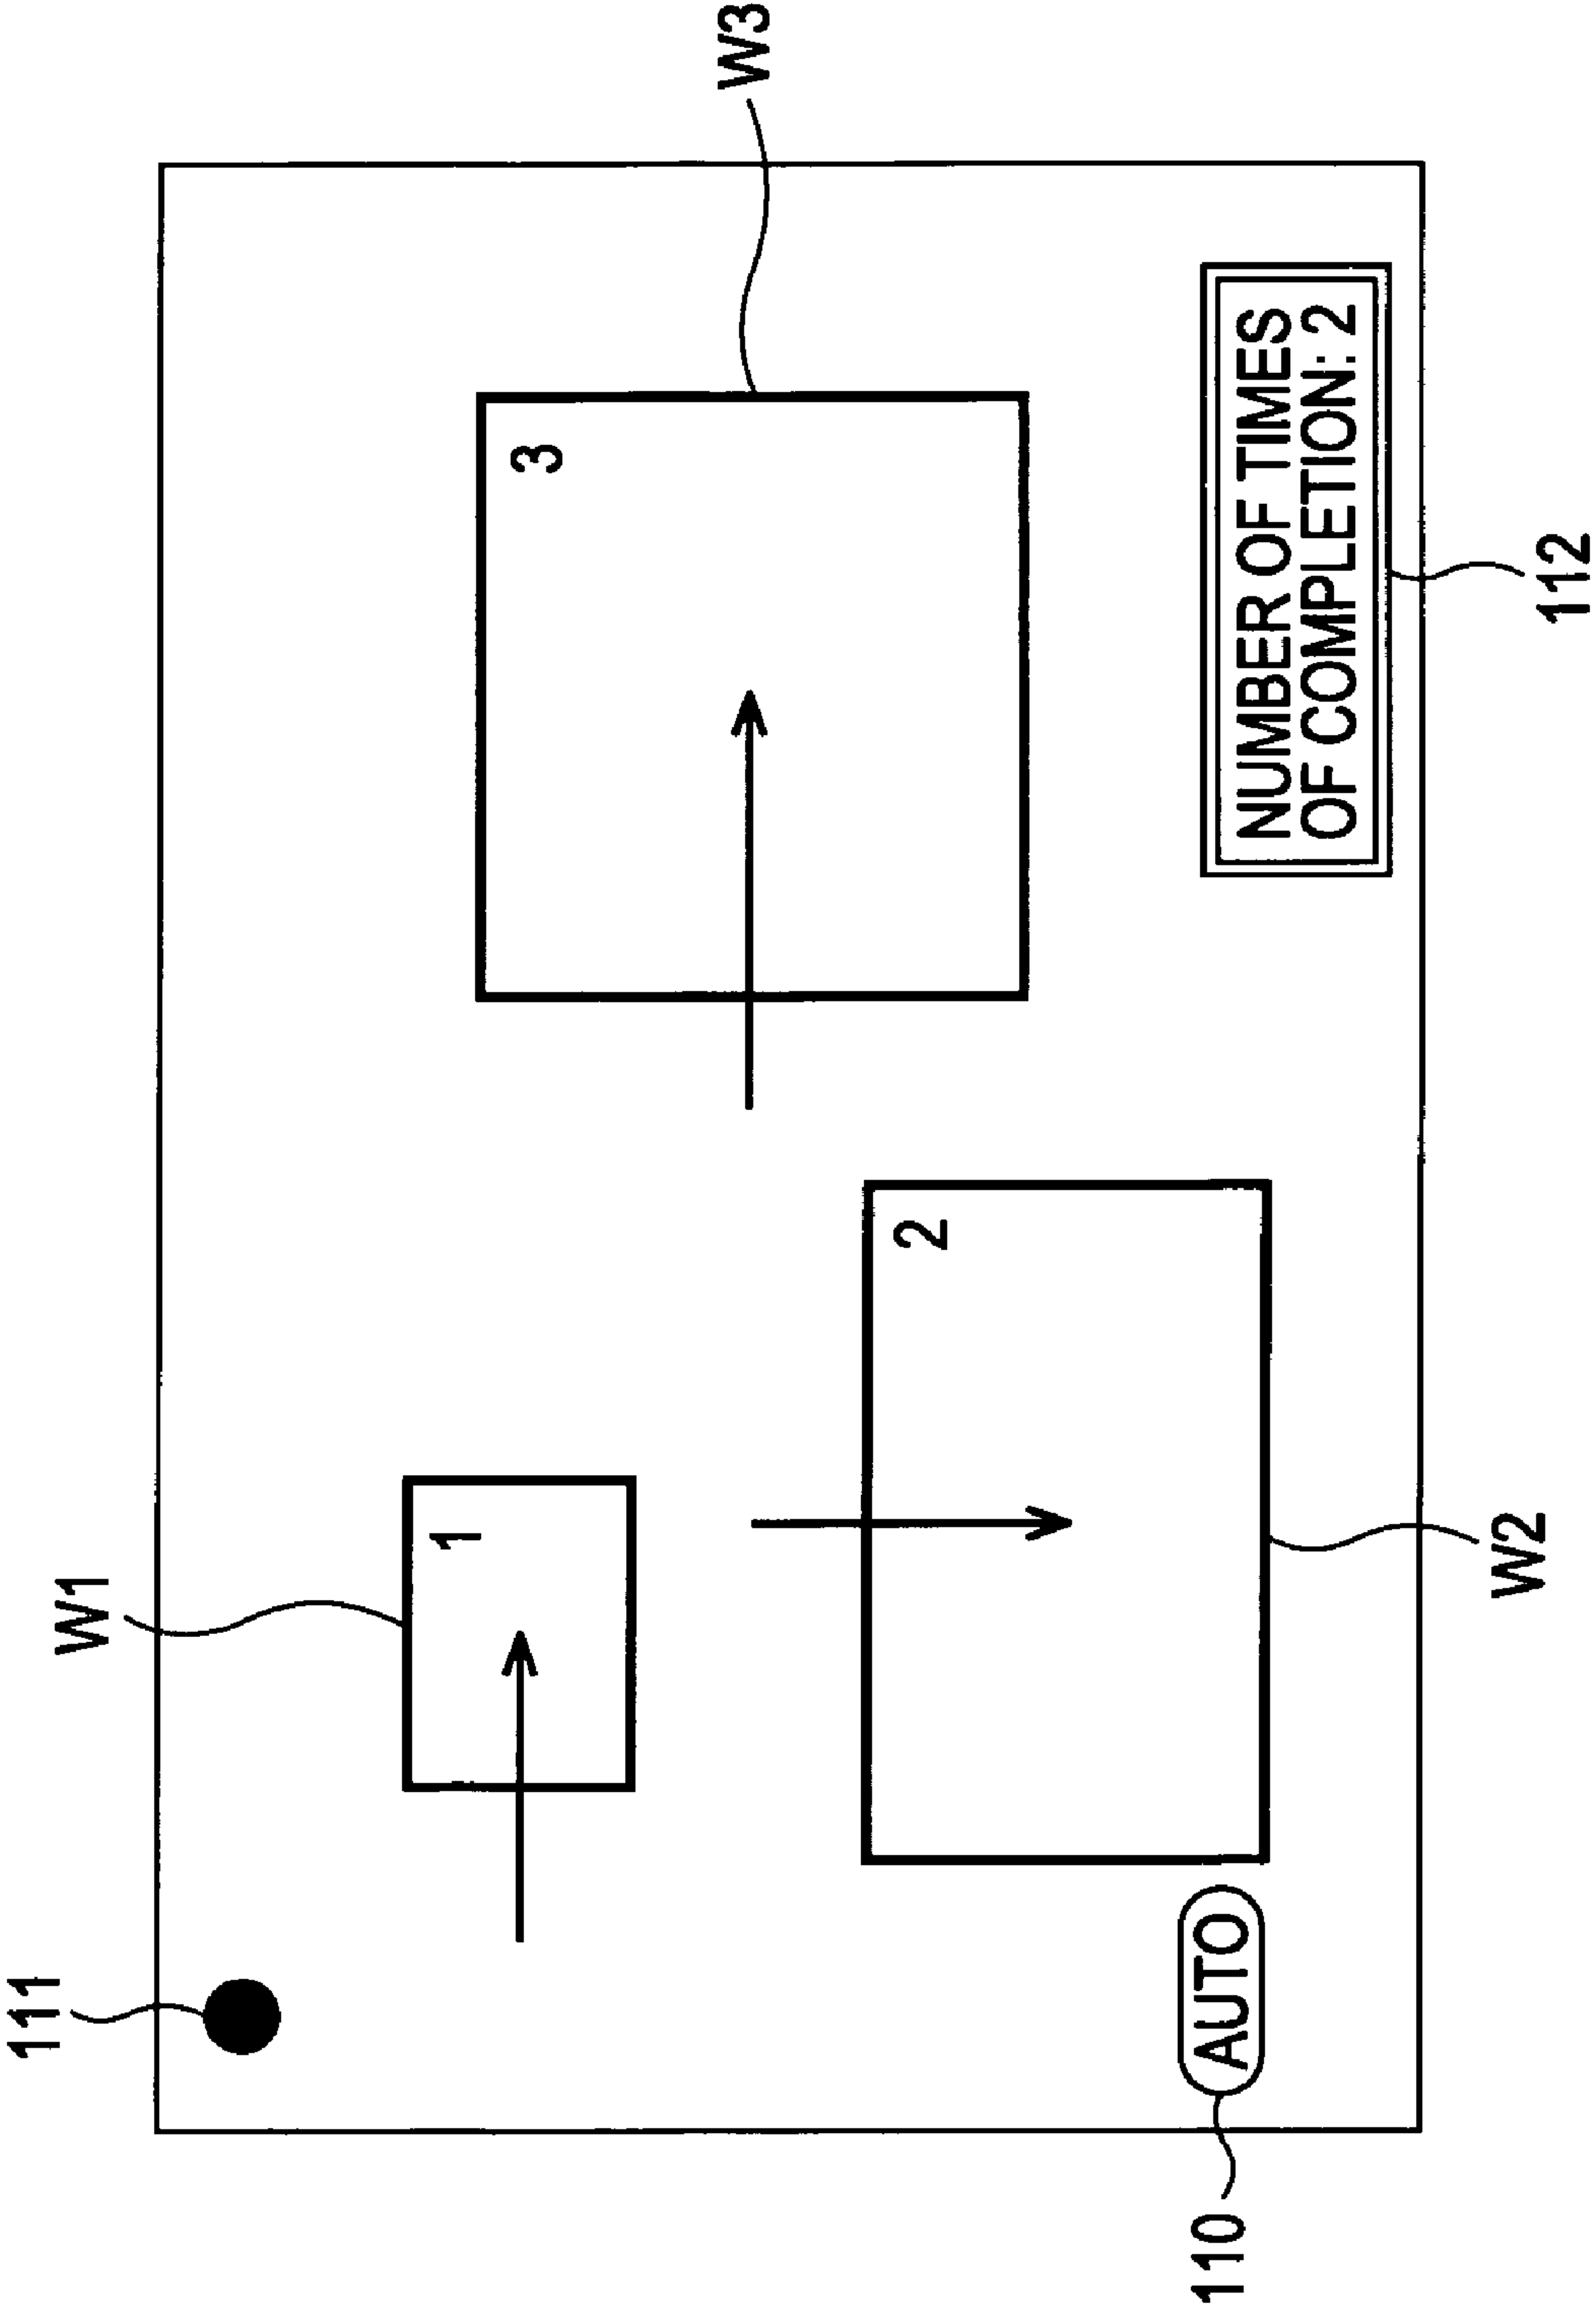 111
W1
1
W3
3
2
110
AUTO
NUMBER OF TIMES
OF COMPLETION: 2
W2
112